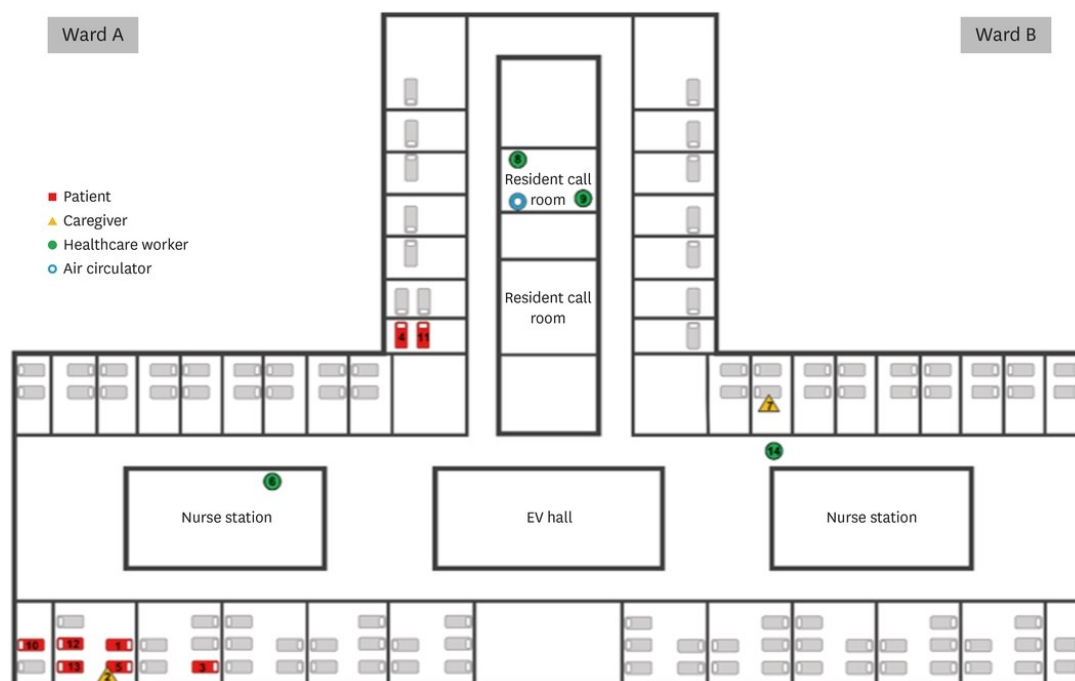 Ward A
Ward B
8
Resident call
room
9
Patient
Caregiver
Healthcare worker
Air circulator
Resident call
room
4
11
7
14
6
Nurse station
EV hall
Nurse station
10
12
1
13
5
3
2